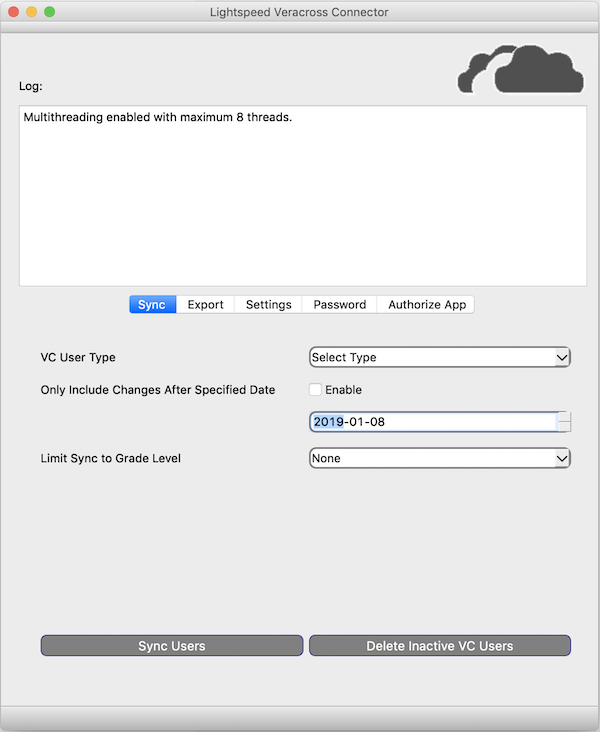 Lightspeed Veracross Connector
Log:
Multithreading enabled with maximum 8 threads.
Sync Export Settings Password Authorize App
VC User Type Select Type
Only Include Changes After Specified Date Enable
2019-01-08
Limit Sync to Grade Level None
Sync Users Delete Inactive VC Users